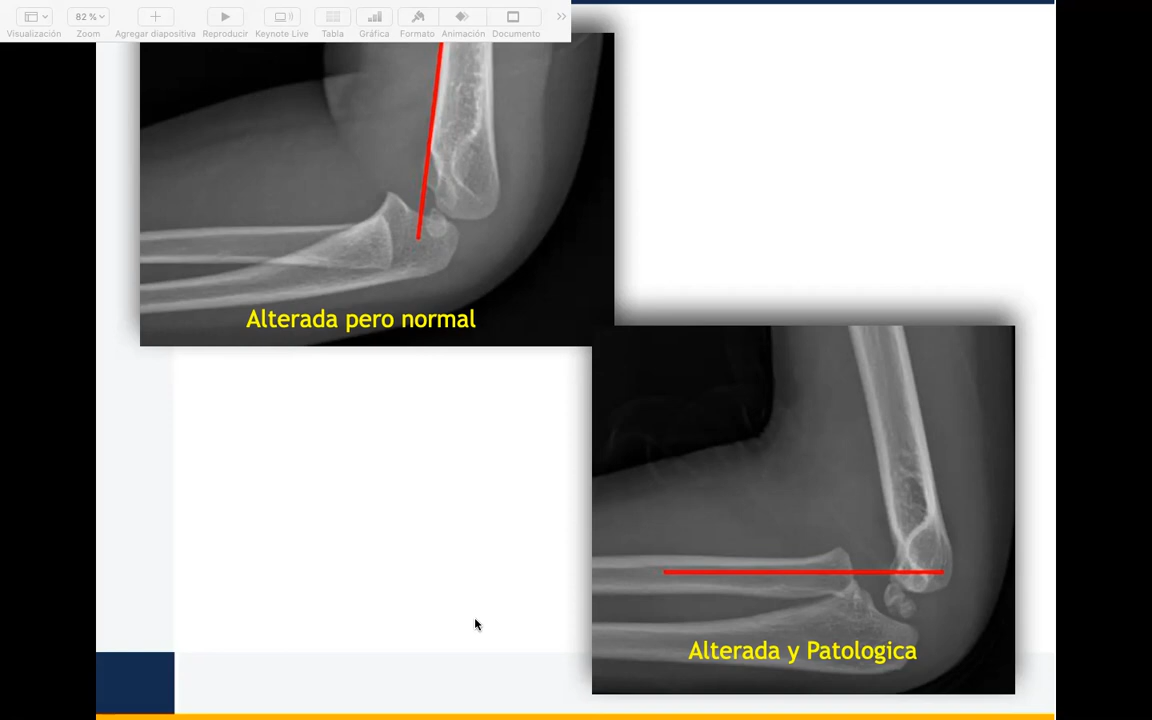 82 %
Visualización Zoom Agregar diapositiva Reproducir Keynote Live Tabla Gráfica Formato Animación Documento
Alterada pero normal
Alterada y Patologica